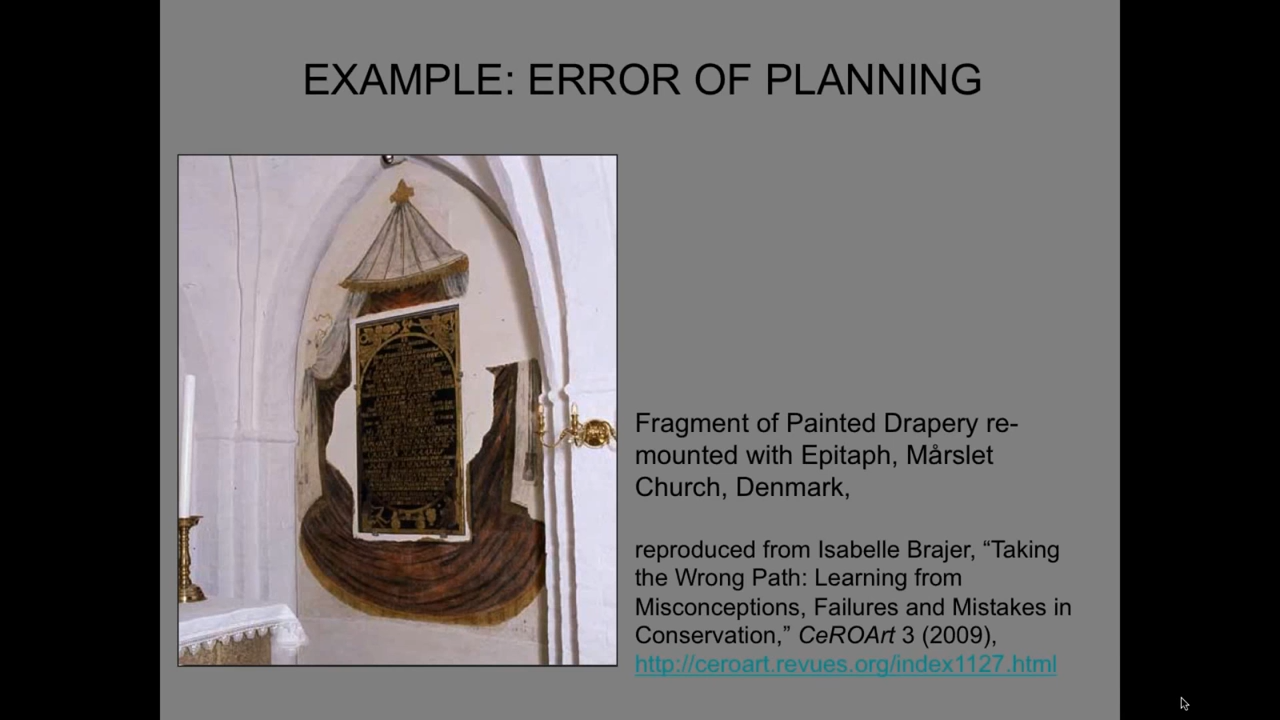 EXAMPLE: ERROR OF PLANNING
Fragment of Painted Drapery re-
mounted with Epitaph, Mårslet
Church, Denmark,
reproduced from Isabelle Brajer, “Taking
the Wrong Path: Learning from
Misconceptions, Failures and Mistakes in
Conservation,” CeROArt 3 (2009),
http://ceroart.revues.org/index1127.html